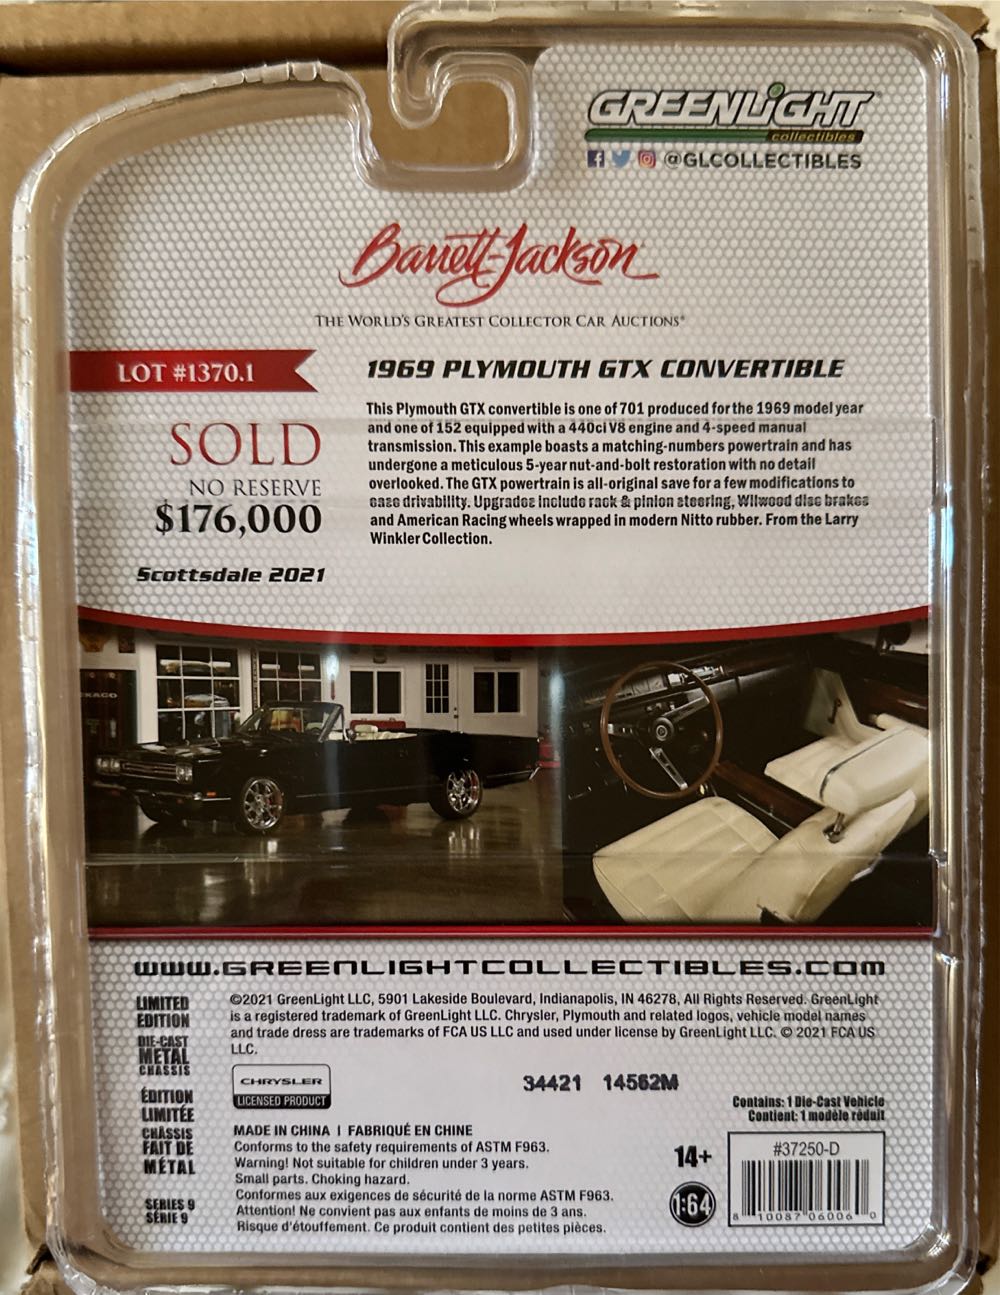 GREENLiGHT
collectibles
@GLCOLLECTIBLES
Barrett-Jackson
THE WORLD'S GREATEST COLLECTOR CAR AUCTIONS®
LOT #1370.1
SOLD
NO RESERVE
$176,000
Scottsdale 2021
1969 PLYMOUTH GTX CONVERTIBLE
This Plymouth GTX convertible is one of 701 produced for the 1969 model year
and one of 152 equipped with a 440ci V8 engine and 4-speed manual
transmission. This example boasts a matching-numbers powertrain and has
undergone a meticulous 5-year nut-and-bolt restoration with no detail
overlooked. The GTX powertrain is all-original save for a few modifications to
ease drivability. Upgrades include rack & pinion steering, Wilwood disc brakes
and American Racing wheels wrapped in modern Nitto rubber. From the Larry
Winkler Collection.
WWW.GREENLIGHTCOLLECTIBLES.COM
LIMITED
EDITION
DIE-CAST
METAL
CHASSIS
ÉDITION
LIMITÉE
CHÂSSIS
FAIT DE
MÉTAL
SERIES 9
SÉRIE 9
©2021 GreenLight LLC, 5901 Lakeside Boulevard, Indianapolis, IN 46278, All Rights Reserved. GreenLight
is a registered trademark of GreenLight LLC. Chrysler, Plymouth and related logos, vehicle model names
and trade dress are trademarks of FCA US LLC and used under license by GreenLight LLC. © 2021 FCA US
LLC.
CHRYSLER
LICENSED PRODUCT
34421 14562M
MADE IN CHINA | FABRIQUÉ EN CHINE
Conforms to the safety requirements of ASTM F963.
Warning! Not suitable for children under 3 years.
Small parts. Choking hazard.
Conformes aux exigences de sécurité de la norme ASTM F963.
Attention! Ne convient pas aux enfants de moins de 3 ans.
Risque d'étouffement. Ce produit contient des petites pièces.
Contains: 1 Die-Cast Vehicle
Contient: 1 modèle réduit
14+
1:64
#37250-D
8 10087 06006 0